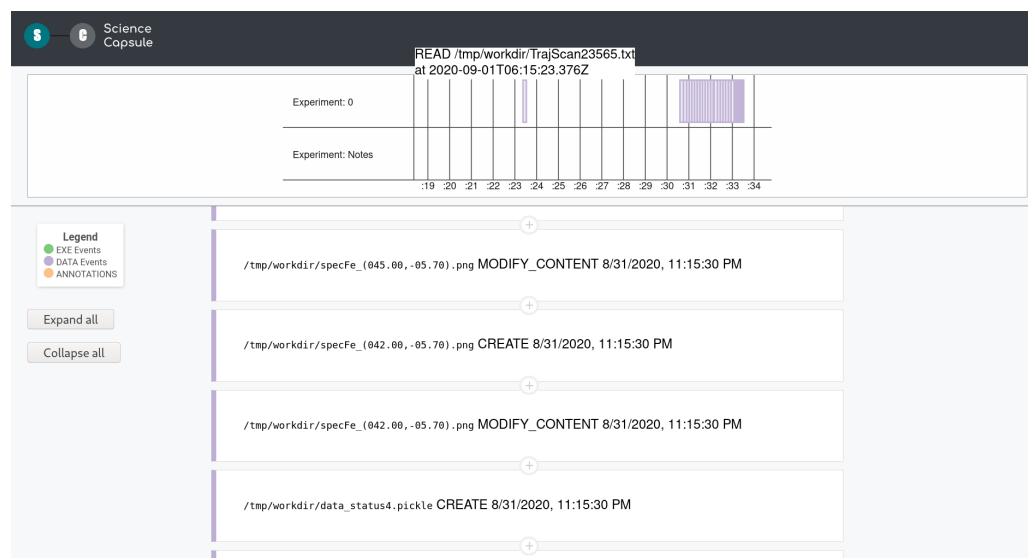 S C Science
Capsule
READ /tmp/workdir/TrajScan23565.txt
at 2020-09-01T06:15:23.376Z
Experiment: 0
Experiment: Notes
:19 :20 :21 :22 :23 :24 :25 :26 :27 :28 :29 :30 :31 :32 :33 :34
Legend
EXE Events
DATA Events
ANNOTATIONS
Expand all
Collapse all
+
/tmp/workdir/specFe_(045.00,-05.70).png MODIFY_CONTENT 8/31/2020, 11:15:30 PM
+
/tmp/workdir/specFe_(042.00,-05.70).png CREATE 8/31/2020, 11:15:30 PM
+
/tmp/workdir/specFe_(042.00,-05.70).png MODIFY_CONTENT 8/31/2020, 11:15:30 PM
+
/tmp/workdir/data_status4.pickle CREATE 8/31/2020, 11:15:30 PM
+